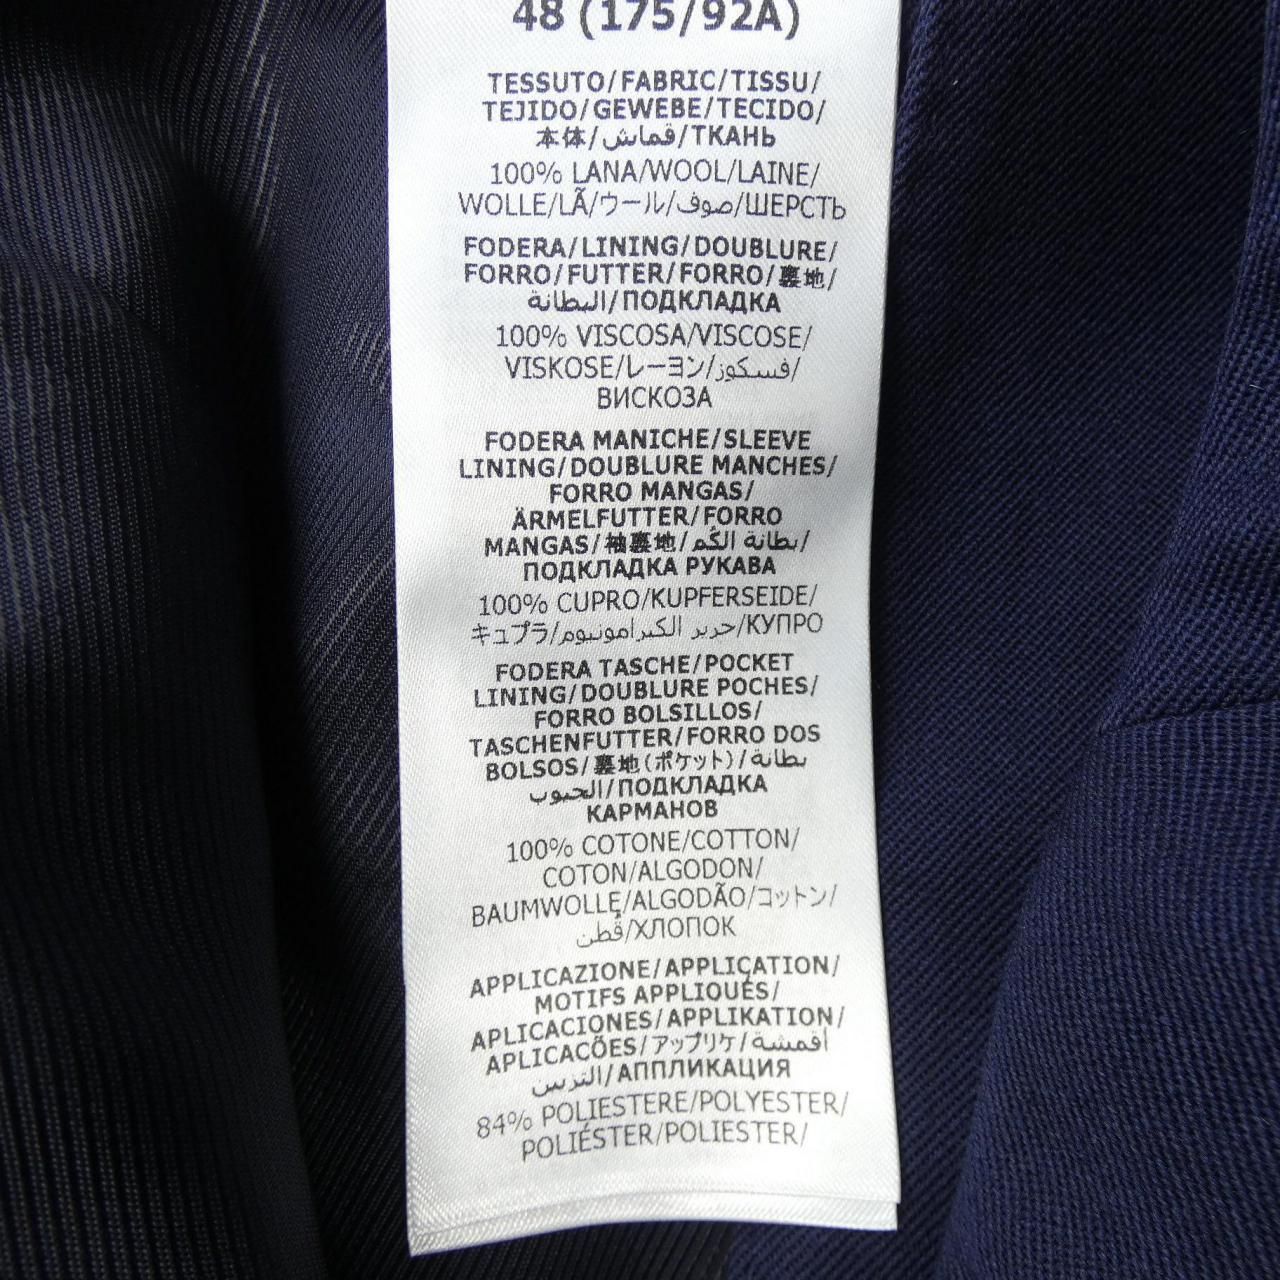 48 (175/92A)
TESSUTO/FABRIC/TISSU/
TEJIDO/GEWEBE/TECIDO/
本体/قماش/ТКАНЬ
100% LANA/WOOL/LAINE/
WOLLE/LÃ/ウール/صوف/ШЕРСТЬ
FODERA/LINING/DOUBLURE/
FORRO/FUTTER/FORRO/裏地/
البطانة/ПОДКЛАДКА
100% VISCOSA/VISCOSE/
VISKOSE/レーヨン/فسكوز/
ВИСКОЗА
FODERA MANICHE/SLEEVE
LINING/DOUBLURE MANCHES/
FORRO MANGAS/
ÄRMELFUTTER/FORRO
MANGAS/袖裏地/بطانة الكُم/
ПОДКЛАДКА РУКАВА
100% CUPRO/KUPFERSEIDE/
キュプラ/حرير الكبرامونيوم/КУПРО
FODERA TASCHE/POCKET
LINING/DOUBLURE POCHES/
FORRO BOLSILLOS/
TASCHENFUTTER/FORRO DOS
BOLSOS/裏地(ポケット)/بطانة
الجيوب/ПОДКЛАДКА
КАРМАНОВ
100% COTONE/COTTON/
COTON/ALGODON/
BAUMWOLLE/ALGODÃO/コットン/
قطن/ХЛОПОК
APPLICAZIONE/APPLICATION/
MOTIFS APPLIQUÉS/
APLICACIONES/APPLIKATION/
APLICACÕES/アップリケ/أقمشة
التزيين/АППЛИКАЦИЯ
84% POLIESTERE/POLYESTER/
POLIÉSTER/POLIESTER/